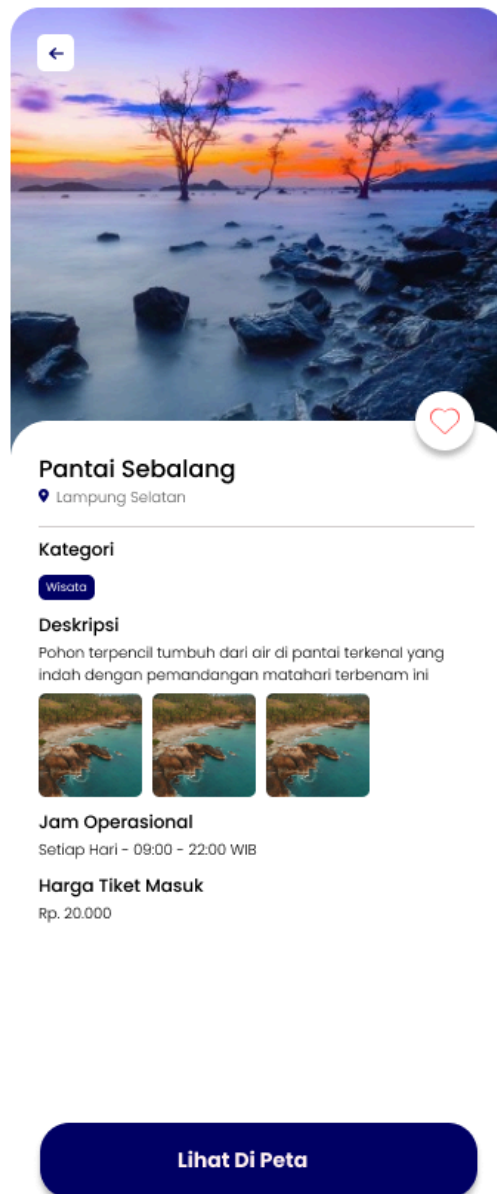 Pantai Sebalang
Lampung Selatan
Kategori
Wisata
Deskripsi
Pohon terpencil tumbuh dari air di pantai terkenal yang
indah dengan pemandangan matahari terbenam ini
Jam Operasional
Setiap Hari - 09:00 - 22:00 WIB
Harga Tiket Masuk
Rp. 20.000
Lihat Di Peta